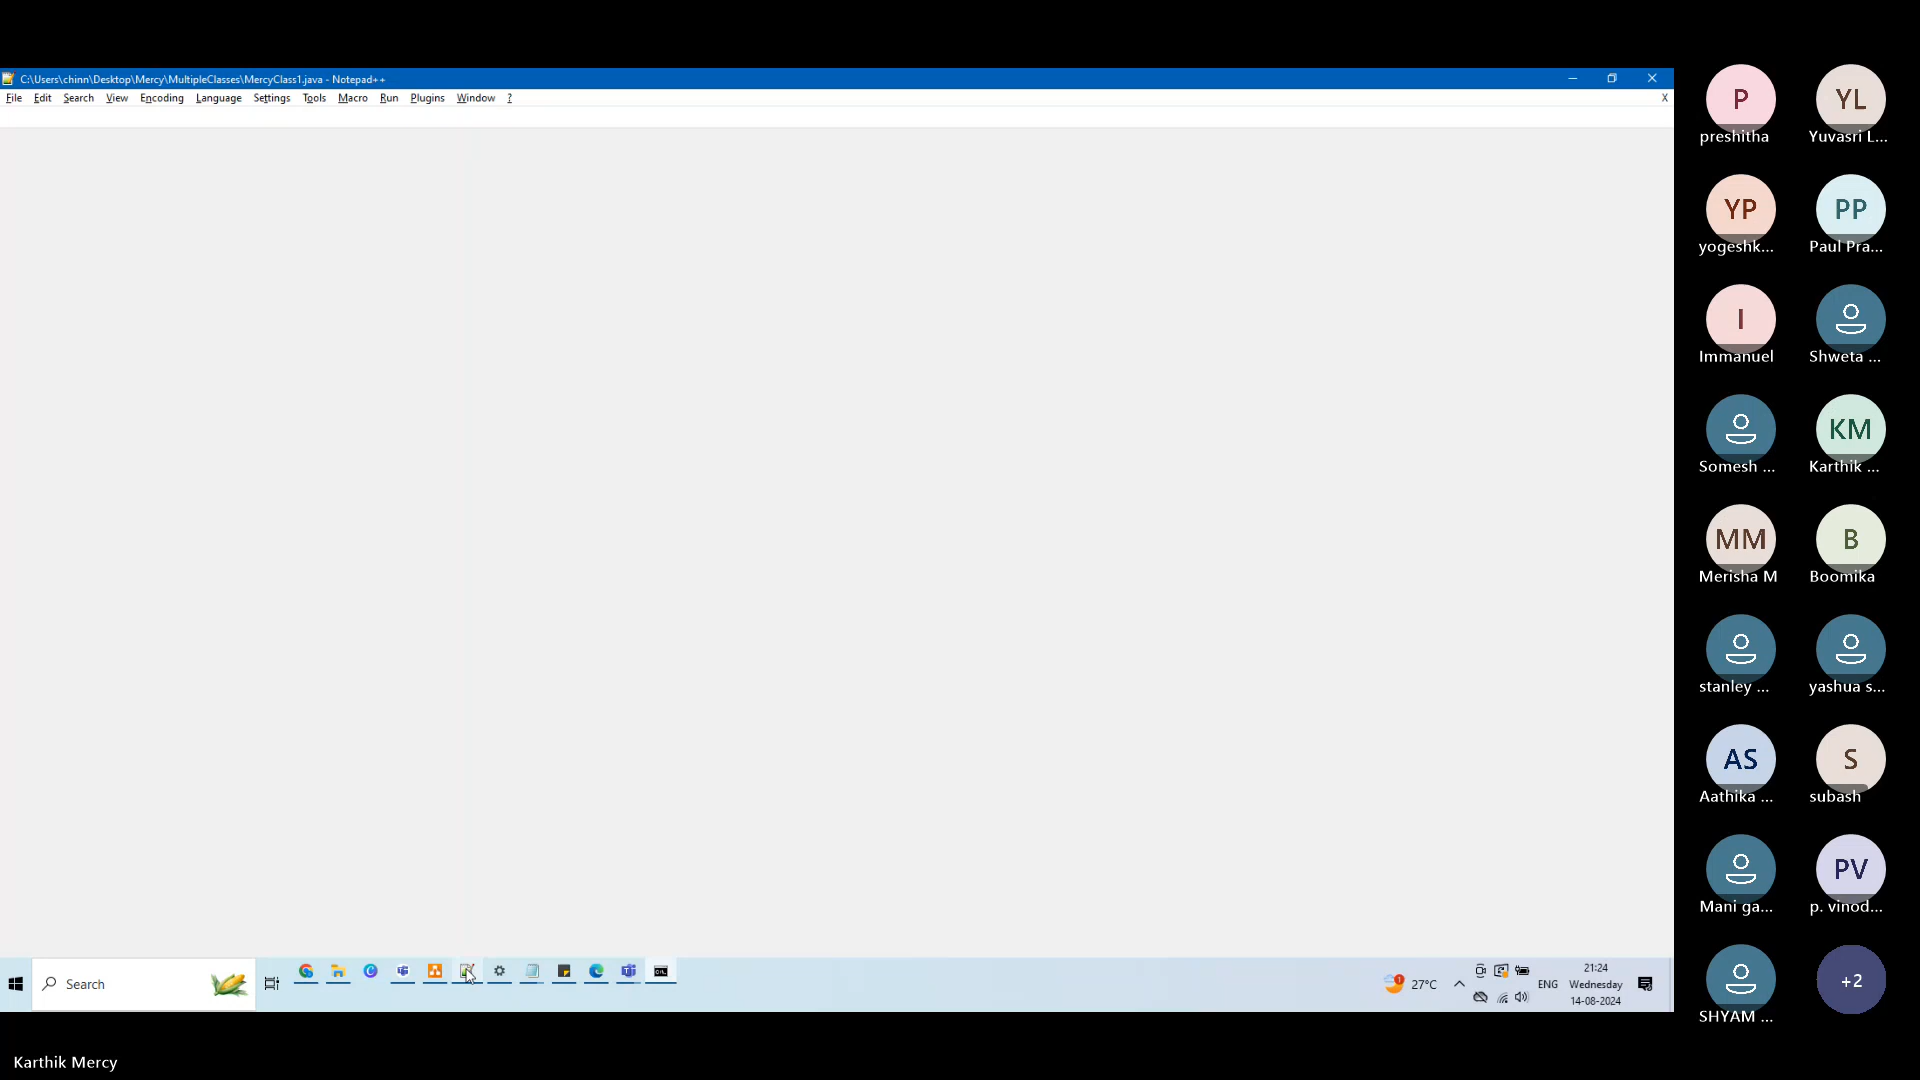 C:\Users\chinn\Desktop\Mercy\MultipleClasses\MercyClass1.java - Notepad++
File Edit Search View Encoding Language Settings Tools Macro Run Plugins Window ? X
P YL
preshitha Yuvasri L...
YP PP
yogeshk... Paul Pra...
I
Immanuel Shweta ...
KM
Somesh ... Karthik ...
MM B
Merisha M Boomika
stanley ... yashua s...
AS S
Aathika ... subash
PV
Mani ga... p. vinod...
+2
SHYAM ...
Search
27°C
ENG
21:24
Wednesday
14-08-2024
Karthik Mercy